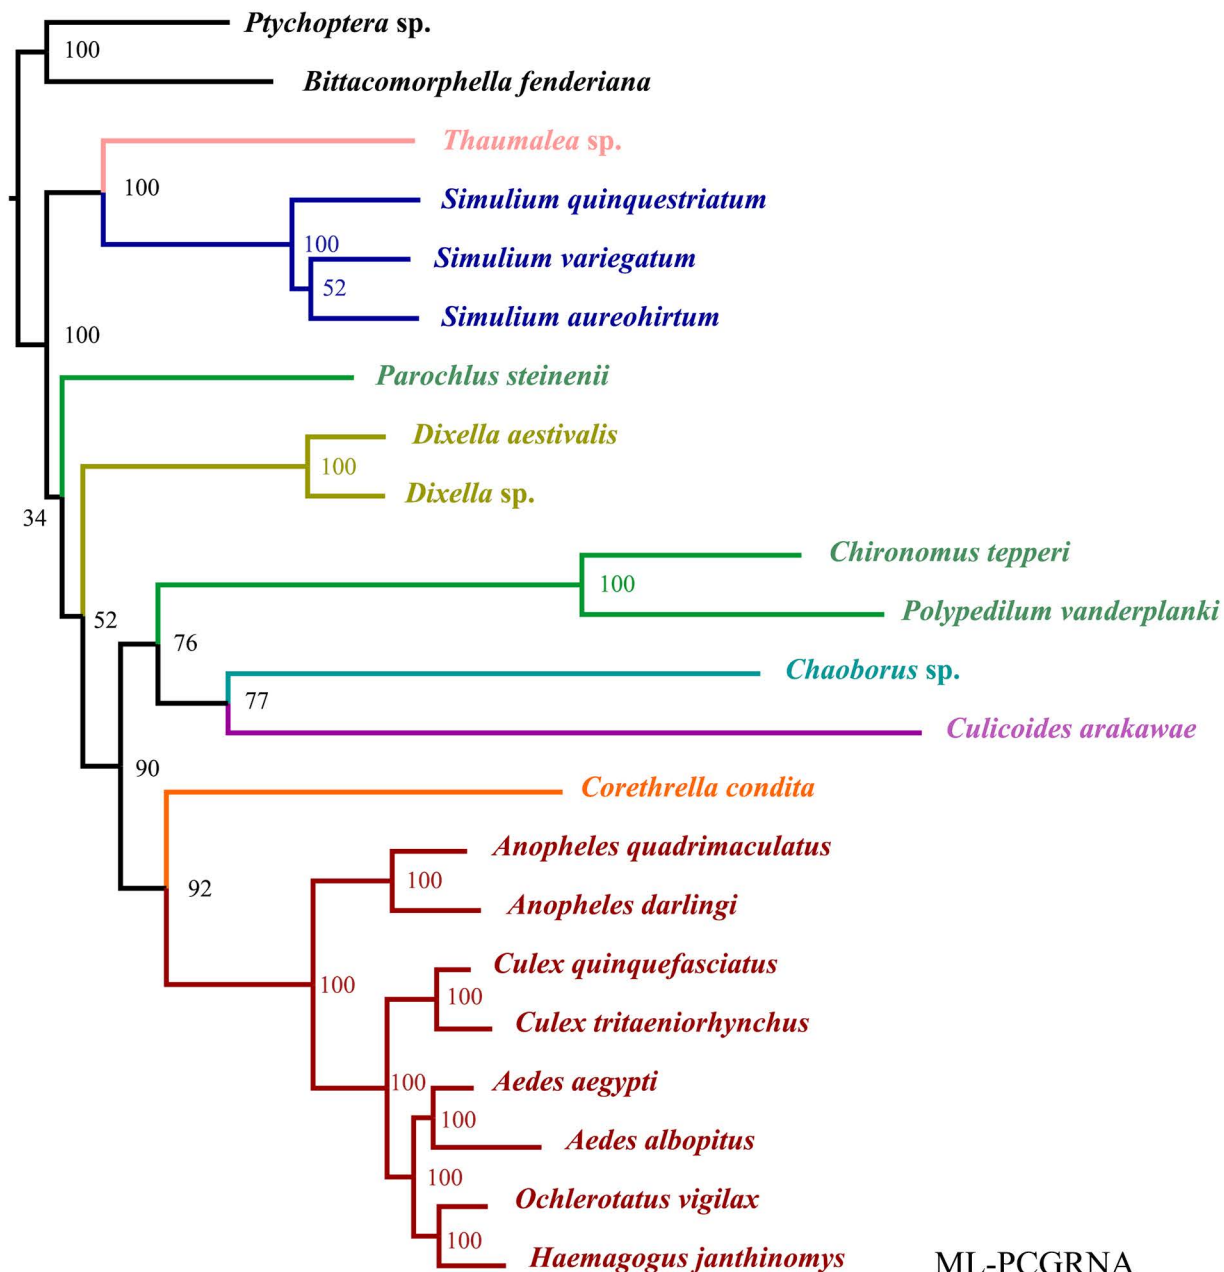 Ptychoptera sp.
100
Bittacomorphella fenderiana
Thaumalea sp.
100
Simulium quinquestriatum
100
Simulium variegatum
52
Simulium aureohirtum
100
Parochlus steinenii
Dixella aestivalis
100
Dixella sp.
34
Chironomus tepperi
100
Polypedilum vanderplanki
52
76
Chaoborus sp.
77
Culicoides arakawae
90
Corethrella condita
Anopheles quadrimaculatus
100
92
Anopheles darlingi
Culex quinquefasciatus
100
100
Culex tritaeniorhynchus
Aedes aegypti
100
100
Aedes albopitus
100
Ochlerotatus vigilax
100
Haemagogus janthinomys
ML-PCGRNA